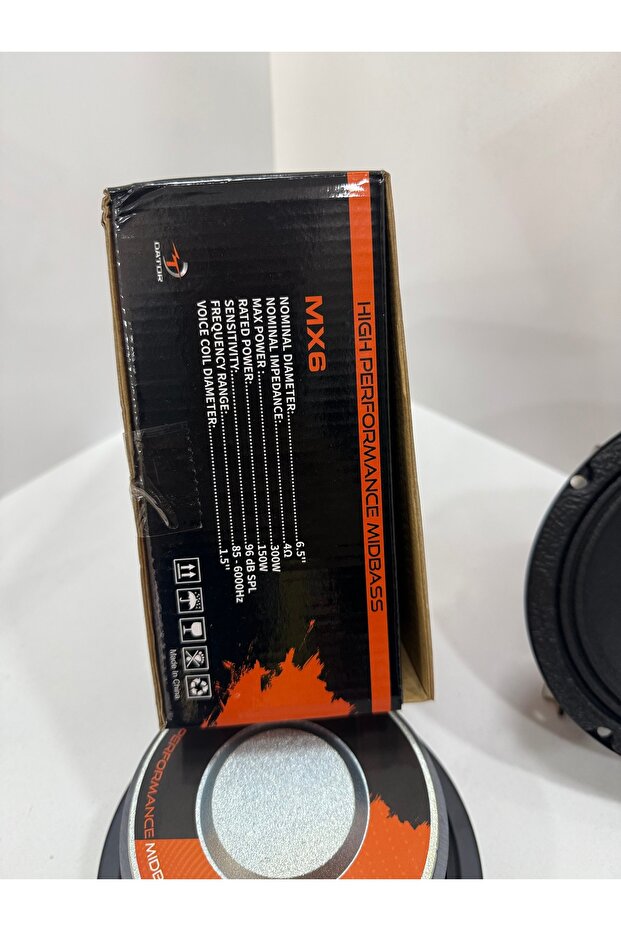 HIGH PERFORMANCE MIDBASS
MX6
NOMINAL DIAMETER:........................6.5"
NOMINAL IMPEDANCE:........................4Ω
MAX POWER:........................300W
RATED POWER:........................150W
SENSITIVITY:........................96 dB SPL
FREQUENCY RANGE:........................85 - 6000Hz
VOICE COIL DIAMETER:........................1.5"
DATOR
Made In China
PERFORMANCE MIDB